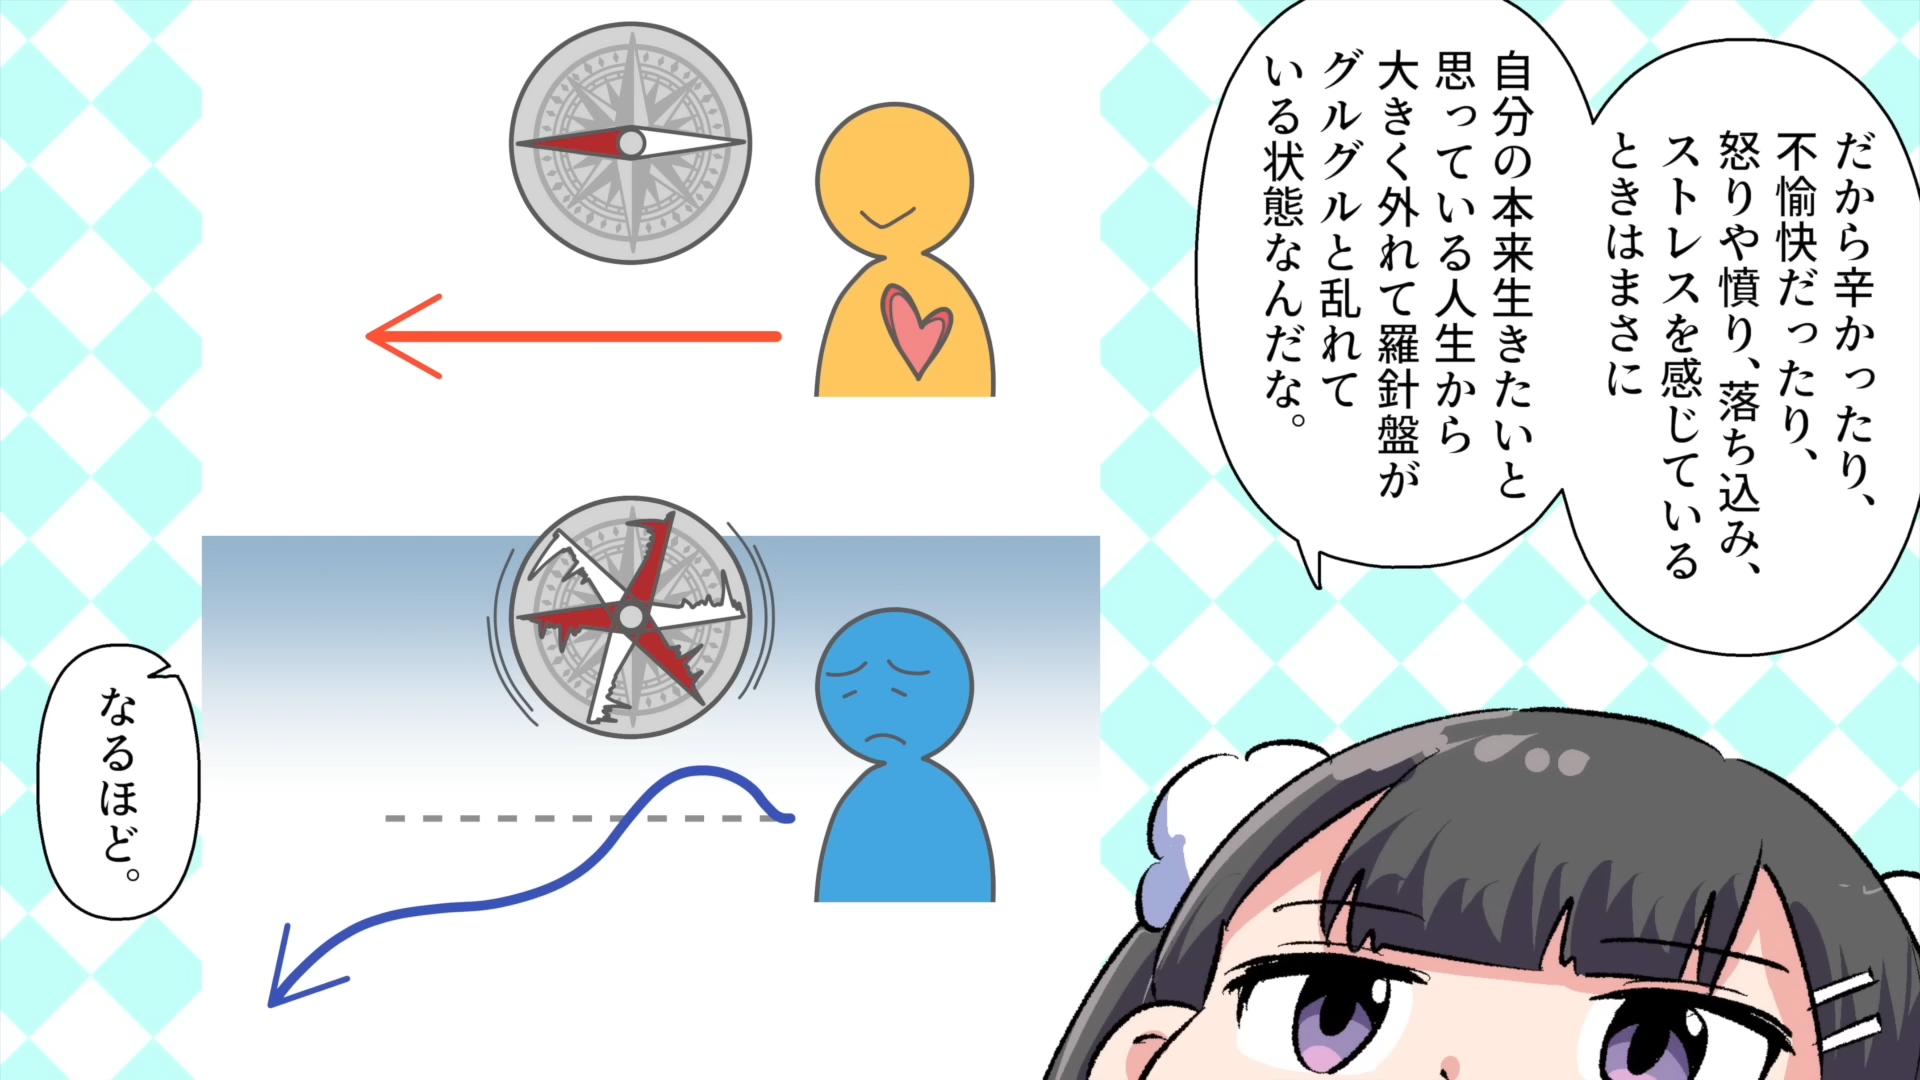 だから辛かったり、
不愉快だったり、
怒りや憤り、落ち込み、
ストレスを感じている
ときはまさに
自分の本来生きたいと
思っている人生から
大きく外れて羅針盤が
グルグルと乱れて
いる状態なんだな。
なるほど。